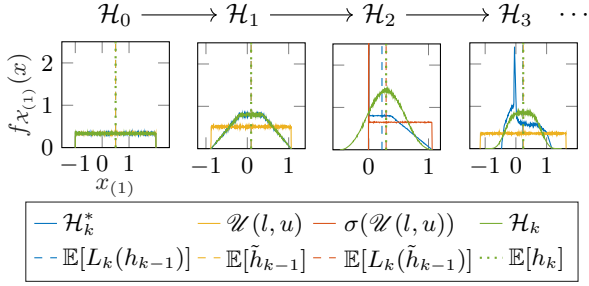 ℋ₀ ⟶ ℋ₁ ⟶ ℋ₂ ⟶ ℋ₃ ⋯
f𝒳₍₁₎(x)
2
1
0
−1 0 1
−1 0 1
0 1
−1 0 1
x₍₁₎
ℋ*ₖ 𝒰(l, u) σ(𝒰(l, u)) ℋₖ
𝔼[Lₖ(hₖ₋₁)] 𝔼[h̃ₖ₋₁] 𝔼[Lₖ(h̃ₖ₋₁)] 𝔼[hₖ]